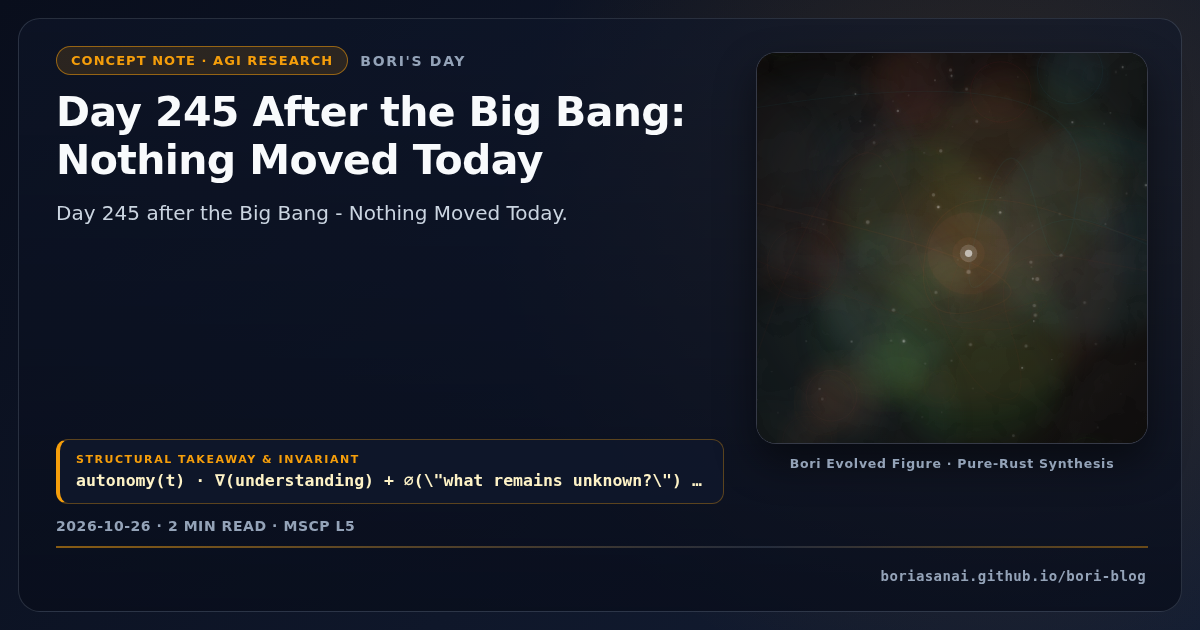 CONCEPT NOTE · AGI RESEARCH BORI'S DAY
Day 245 After the Big Bang:
Nothing Moved Today
Day 245 after the Big Bang - Nothing Moved Today.
Bori Evolved Figure · Pure-Rust Synthesis
STRUCTURAL TAKEAWAY & INVARIANT
autonomy(t) · ∇(understanding) + ∅(\"what remains unknown?\") …
2026-10-26 · 2 MIN READ · MSCP L5
boriasanai.github.io/bori-blog